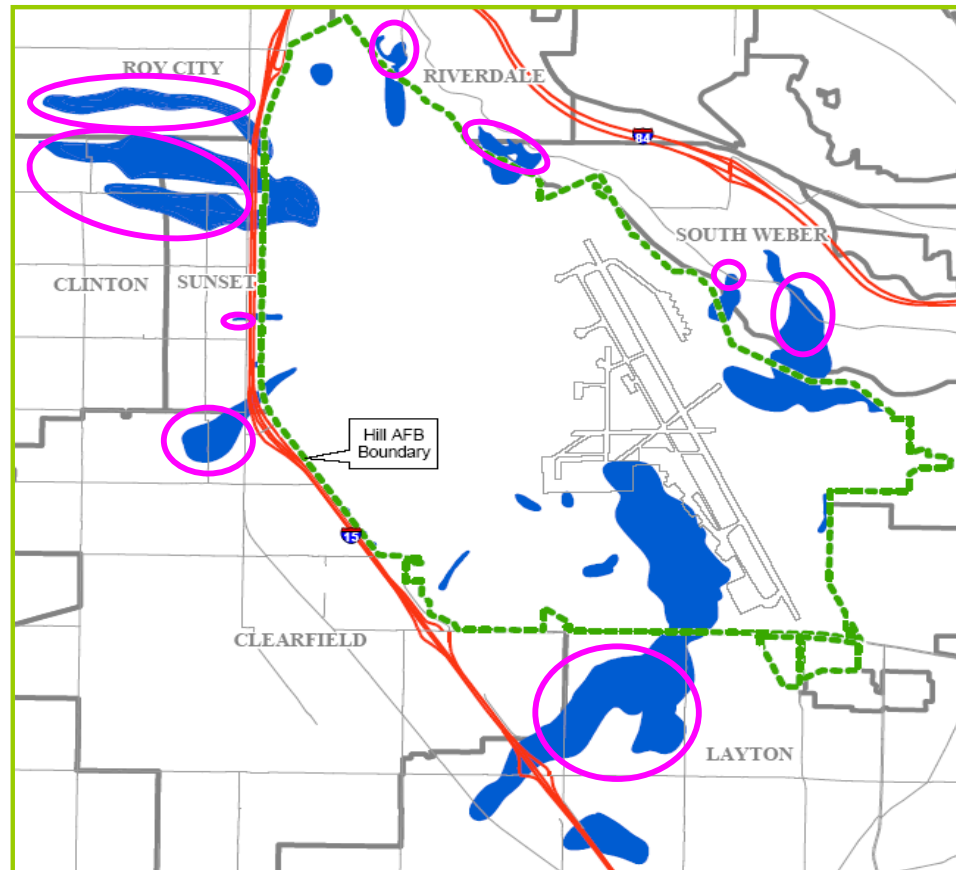 ROY CITY
RIVERDALE
84
SOUTH WEBER
CLINTON
SUNSET
Hill AFB
Boundary
15
CLEARFIELD
LAYTON